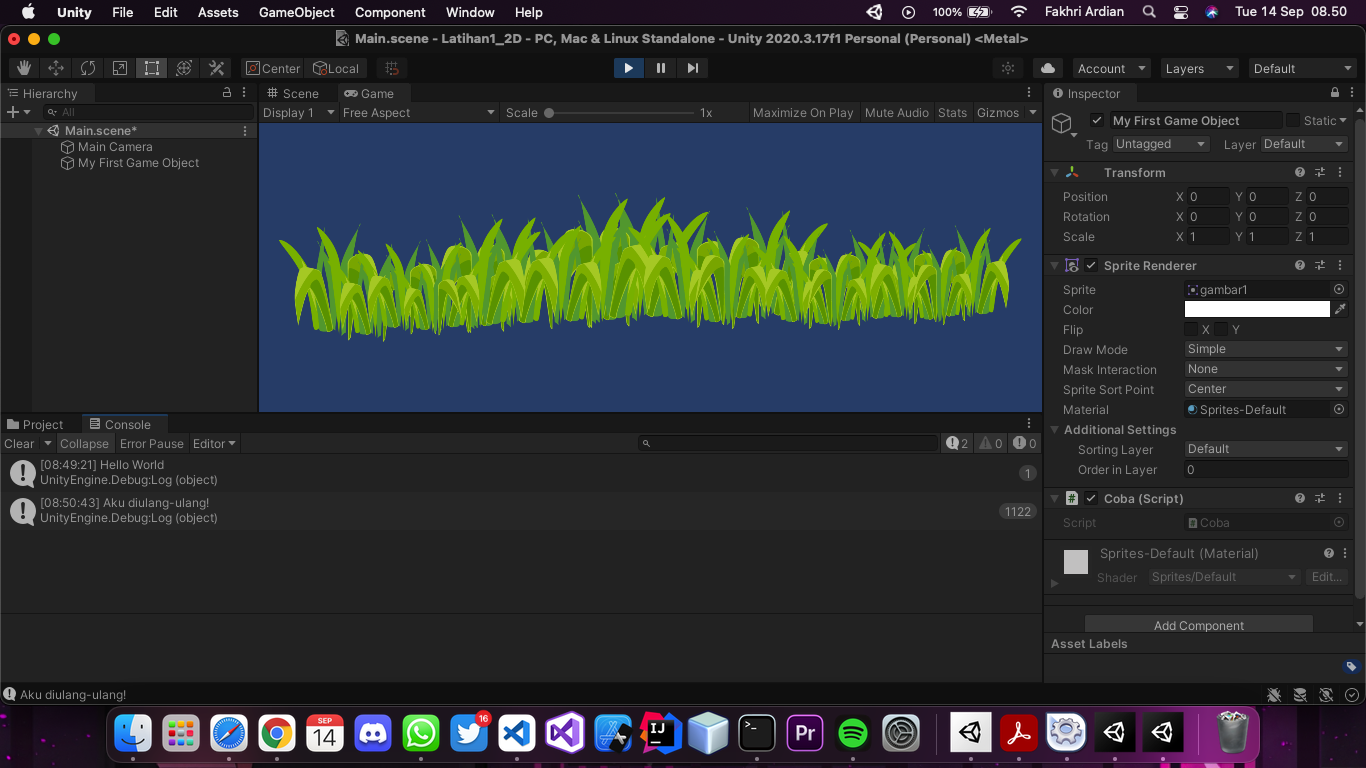 Unity File Edit Assets GameObject Component Window Help 100% Fakhri Ardian Tue 14 Sep 08.50
Main.scene - Latihan1_2D - PC, Mac & Linux Standalone - Unity 2020.3.17f1 Personal (Personal) <Metal>
Center Local Account Layers Default
Hierarchy
All
Main.scene*
Main Camera
My First Game Object
Scene Game
Display 1 Free Aspect Scale 1x Maximize On Play Mute Audio Stats Gizmos
Inspector
My First Game Object Static
Tag Untagged Layer Default
Transform
Position X 0 Y 0 Z 0
Rotation X 0 Y 0 Z 0
Scale X 1 Y 1 Z 1
Sprite Renderer
Sprite gambar1
Color
Flip X Y
Draw Mode Simple
Mask Interaction None
Sprite Sort Point Center
Material Sprites-Default
Additional Settings
Sorting Layer Default
Order in Layer 0
# Coba (Script)
Script # Coba
Sprites-Default (Material)
Shader Sprites/Default Edit...
Add Component
Asset Labels
Project Console
Clear Collapse Error Pause Editor 2 0 0
[08:49:21] Hello World
UnityEngine.Debug:Log (object)
1
[08:50:43] Aku diulang-ulang!
UnityEngine.Debug:Log (object)
1122
Aku diulang-ulang!
SEP
14
16
IJ
>_
Pr